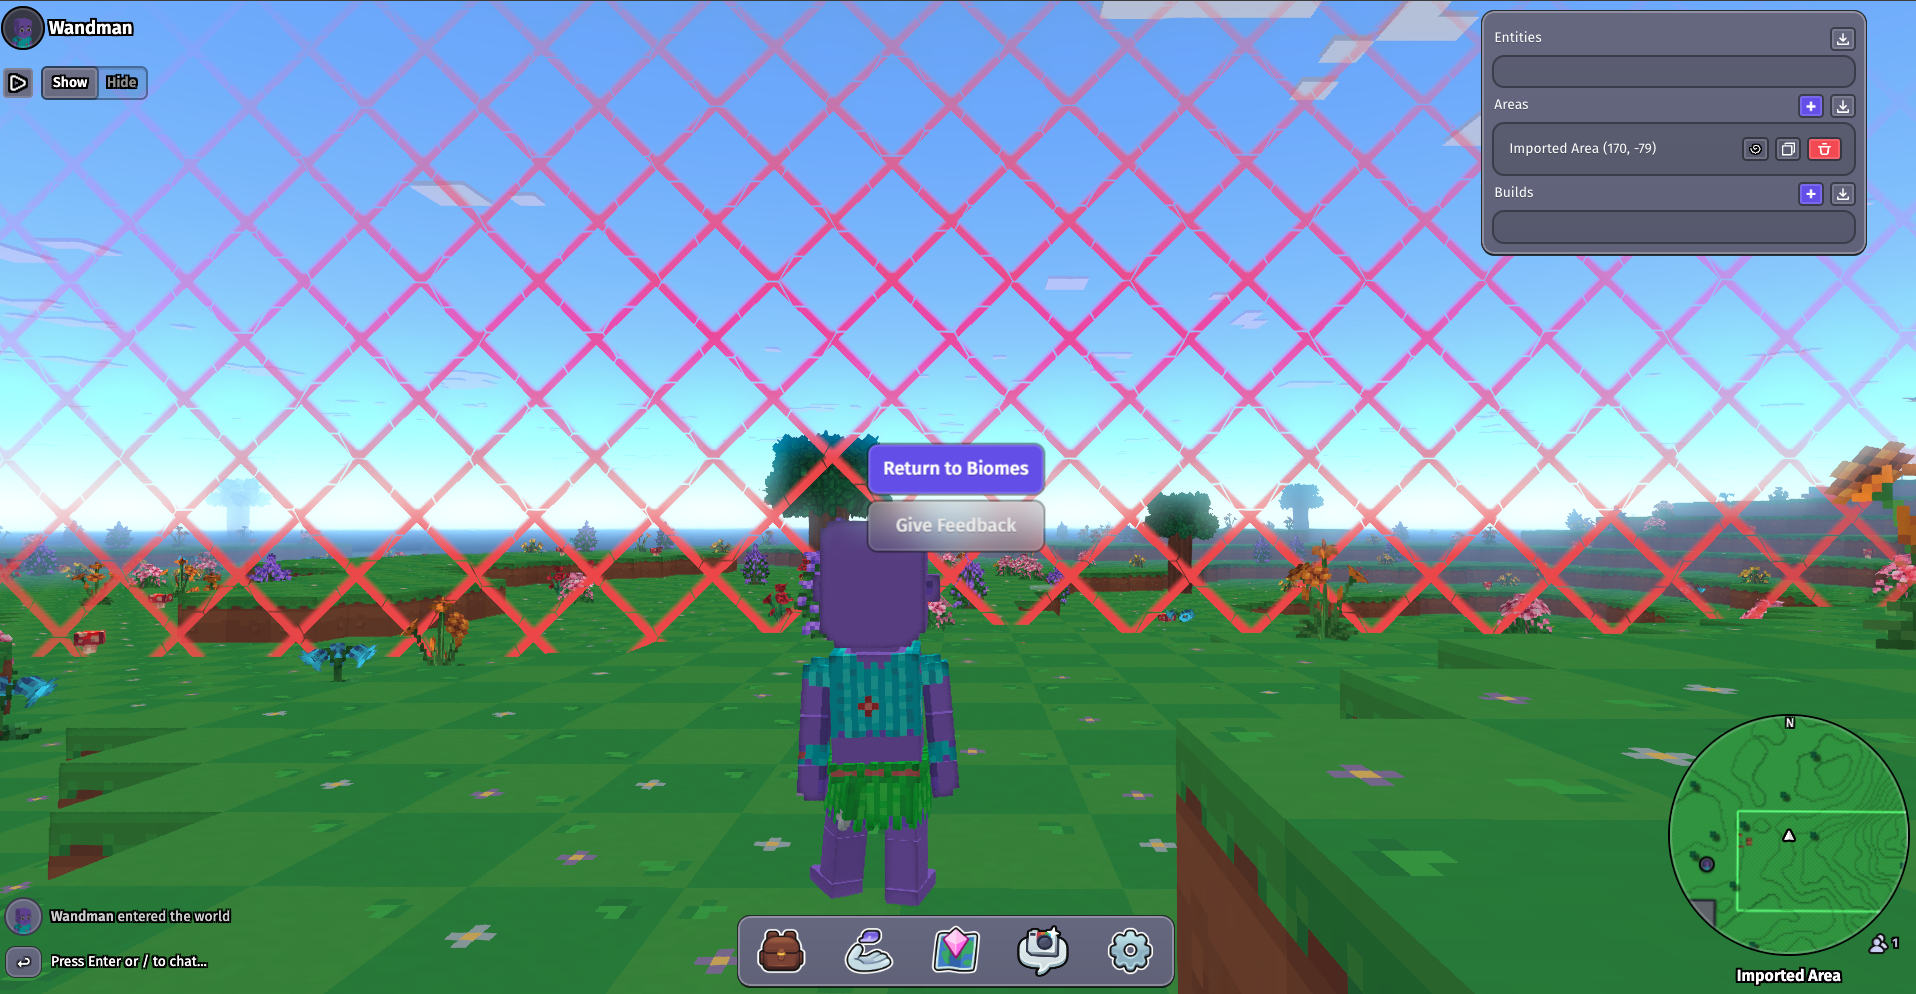 Wandman
Show Hide
Entities
Areas
Imported Area (170, -79)
Builds
Return to Biomes
Give Feedback
N
Wandman entered the world
Press Enter or / to chat...
1
Imported Area